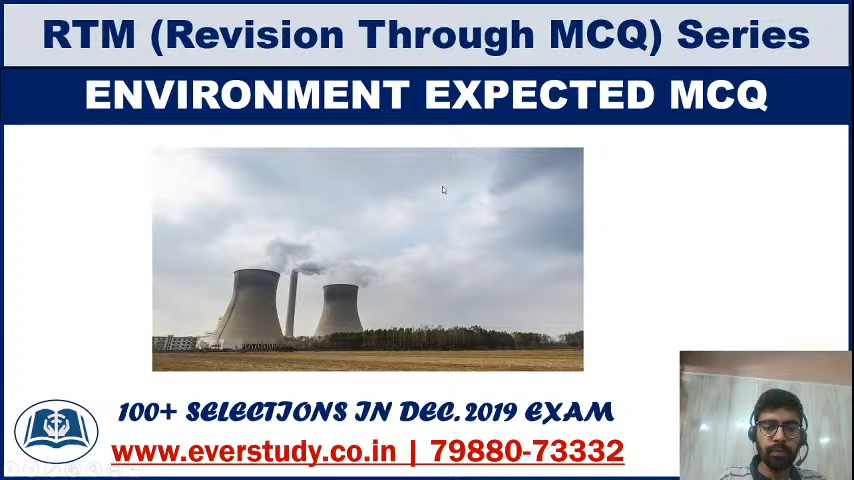 RTM (Revision Through MCQ) Series
ENVIRONMENT EXPECTED MCQ
100+ SELECTIONS IN DEC. 2019 EXAM
www.everstudy.co.in | 79880-73332